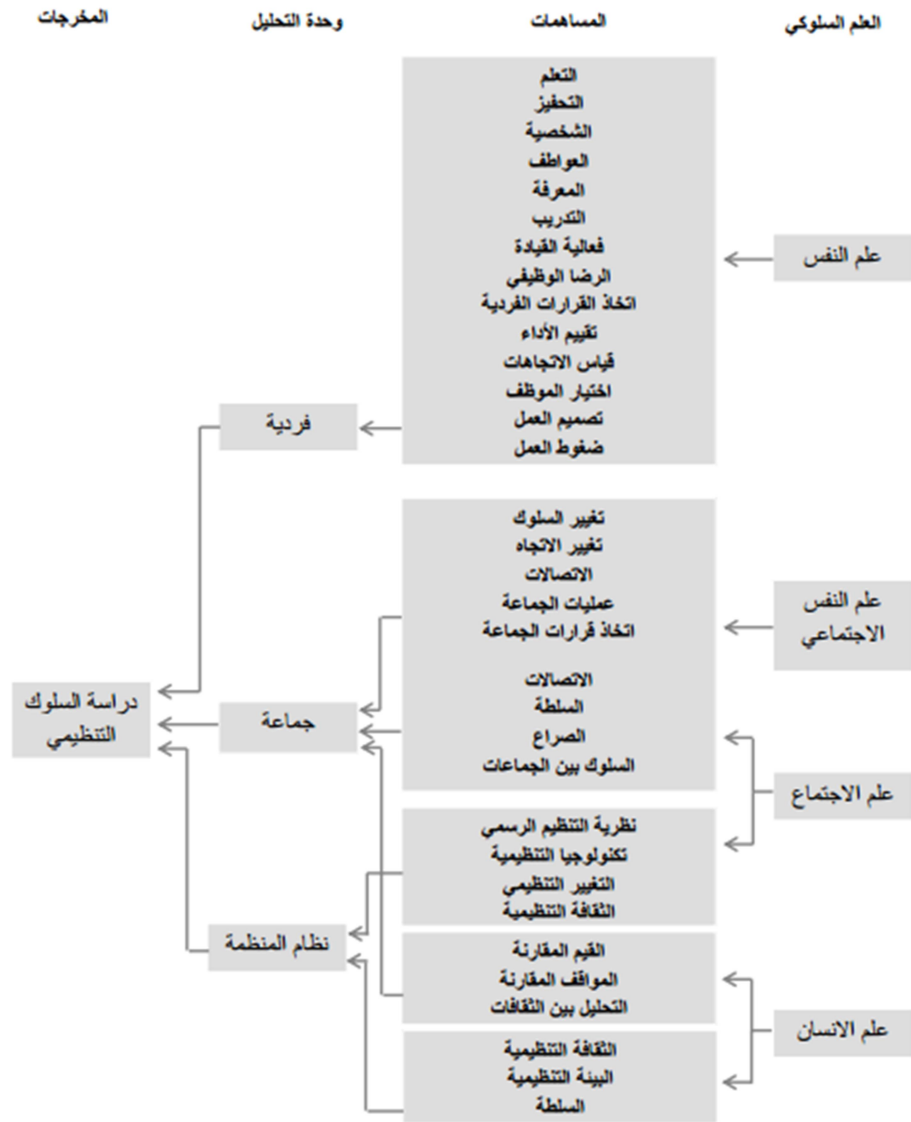 العلم السلوكي
المساهمات
وحدة التحليل
المخرجات
علم النفس
التعلم
التحفيز
الشخصية
العواطف
المعرفة
التدريب
فعالية القيادة
الرضا الوظيفي
اتخاذ القرارات الفردية
تقييم الأداء
قياس الاتجاهات
اختيار الموظف
تصميم العمل
ضغوط العمل
فردية
علم النفس
الاجتماعي
تغيير السلوك
تغيير الاتجاه
الاتصالات
عمليات الجماعة
اتخاذ قرارات الجماعة
الاتصالات
السلطة
الصراع
السلوك بين الجماعات
جماعة
دراسة السلوك
التنظيمي
علم الاجتماع
نظرية التنظيم الرسمي
تكنولوجيا التنظيمية
التغيير التنظيمي
الثقافة التنظيمية
نظام المنظمة
علم الانسان
القيم المقارنة
المواقف المقارنة
التحليل بين الثقافات
الثقافة التنظيمية
البيئة التنظيمية
السلطة